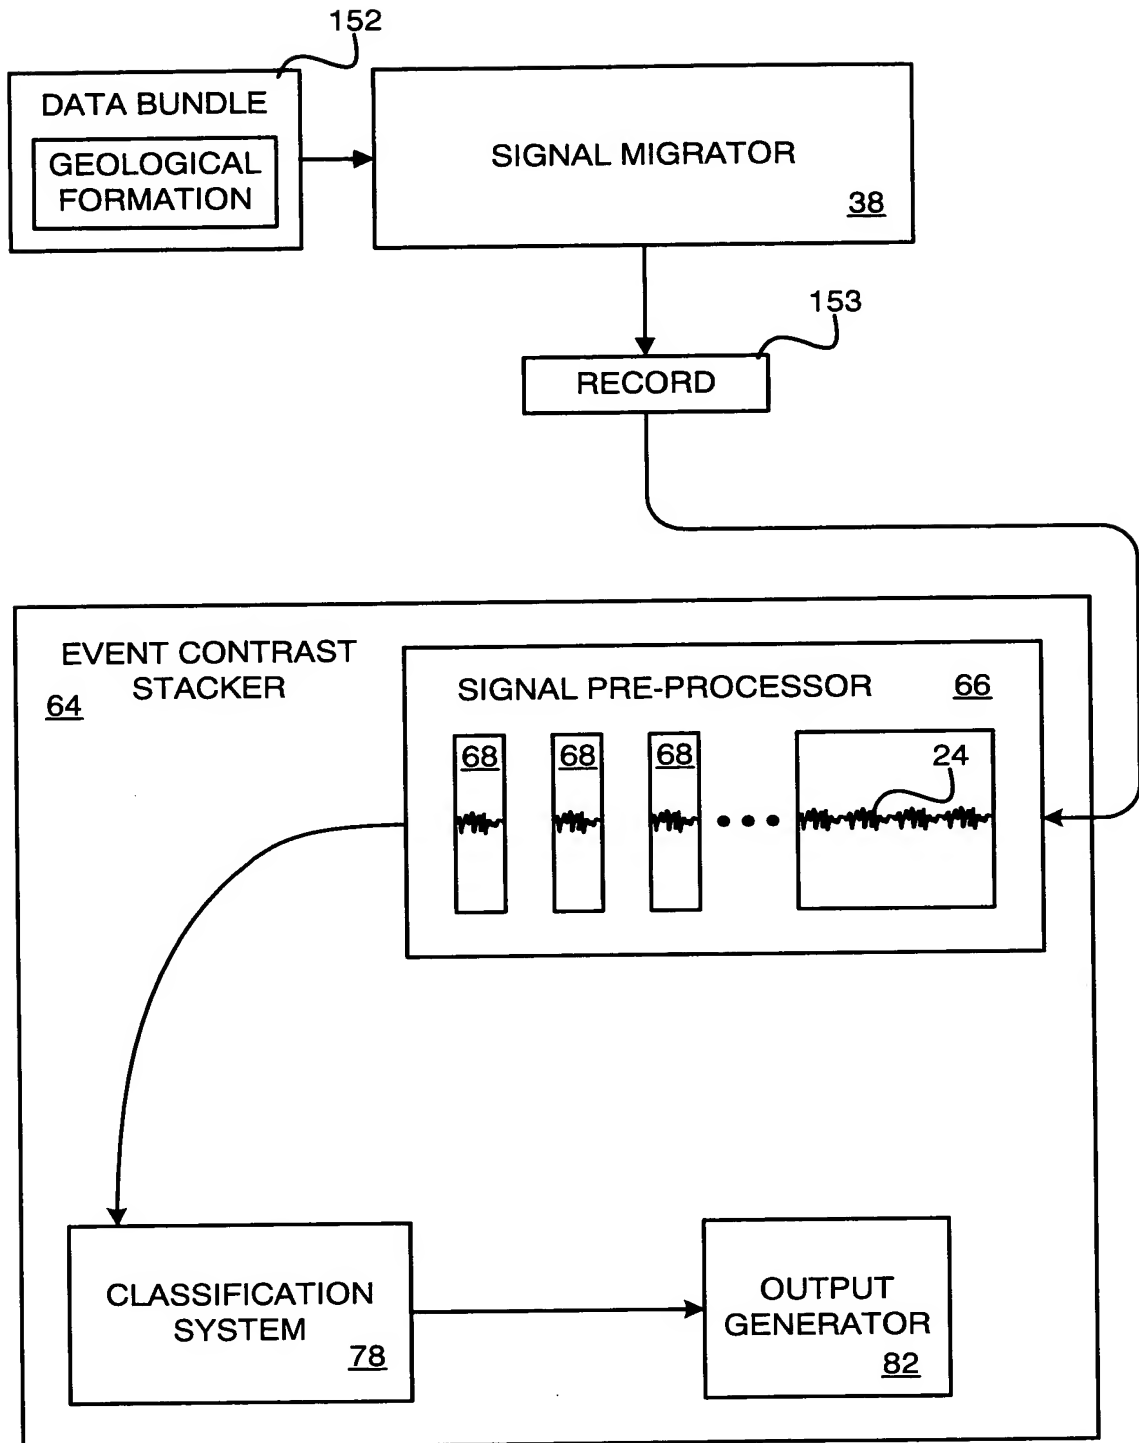 152
DATA BUNDLE
GEOLOGICAL
FORMATION
SIGNAL MIGRATOR
38
153
RECORD
EVENT CONTRAST
STACKER
64
SIGNAL PRE-PROCESSOR
66
68
68
68
24
CLASSIFICATION
SYSTEM
78
OUTPUT
GENERATOR
82